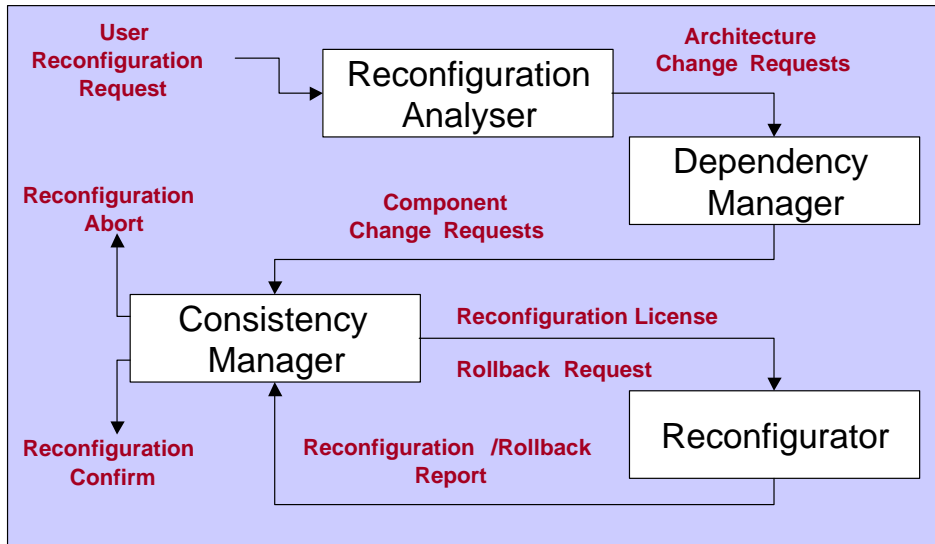 User
Reconfiguration
Request
Reconfiguration
Analyser
Architecture
Change Requests
Dependency
Manager
Reconfiguration
Abort
Component
Change Requests
Consistency
Manager
Reconfiguration License
Rollback Request
Reconfigurator
Reconfiguration /Rollback
Report
Reconfiguration
Confirm